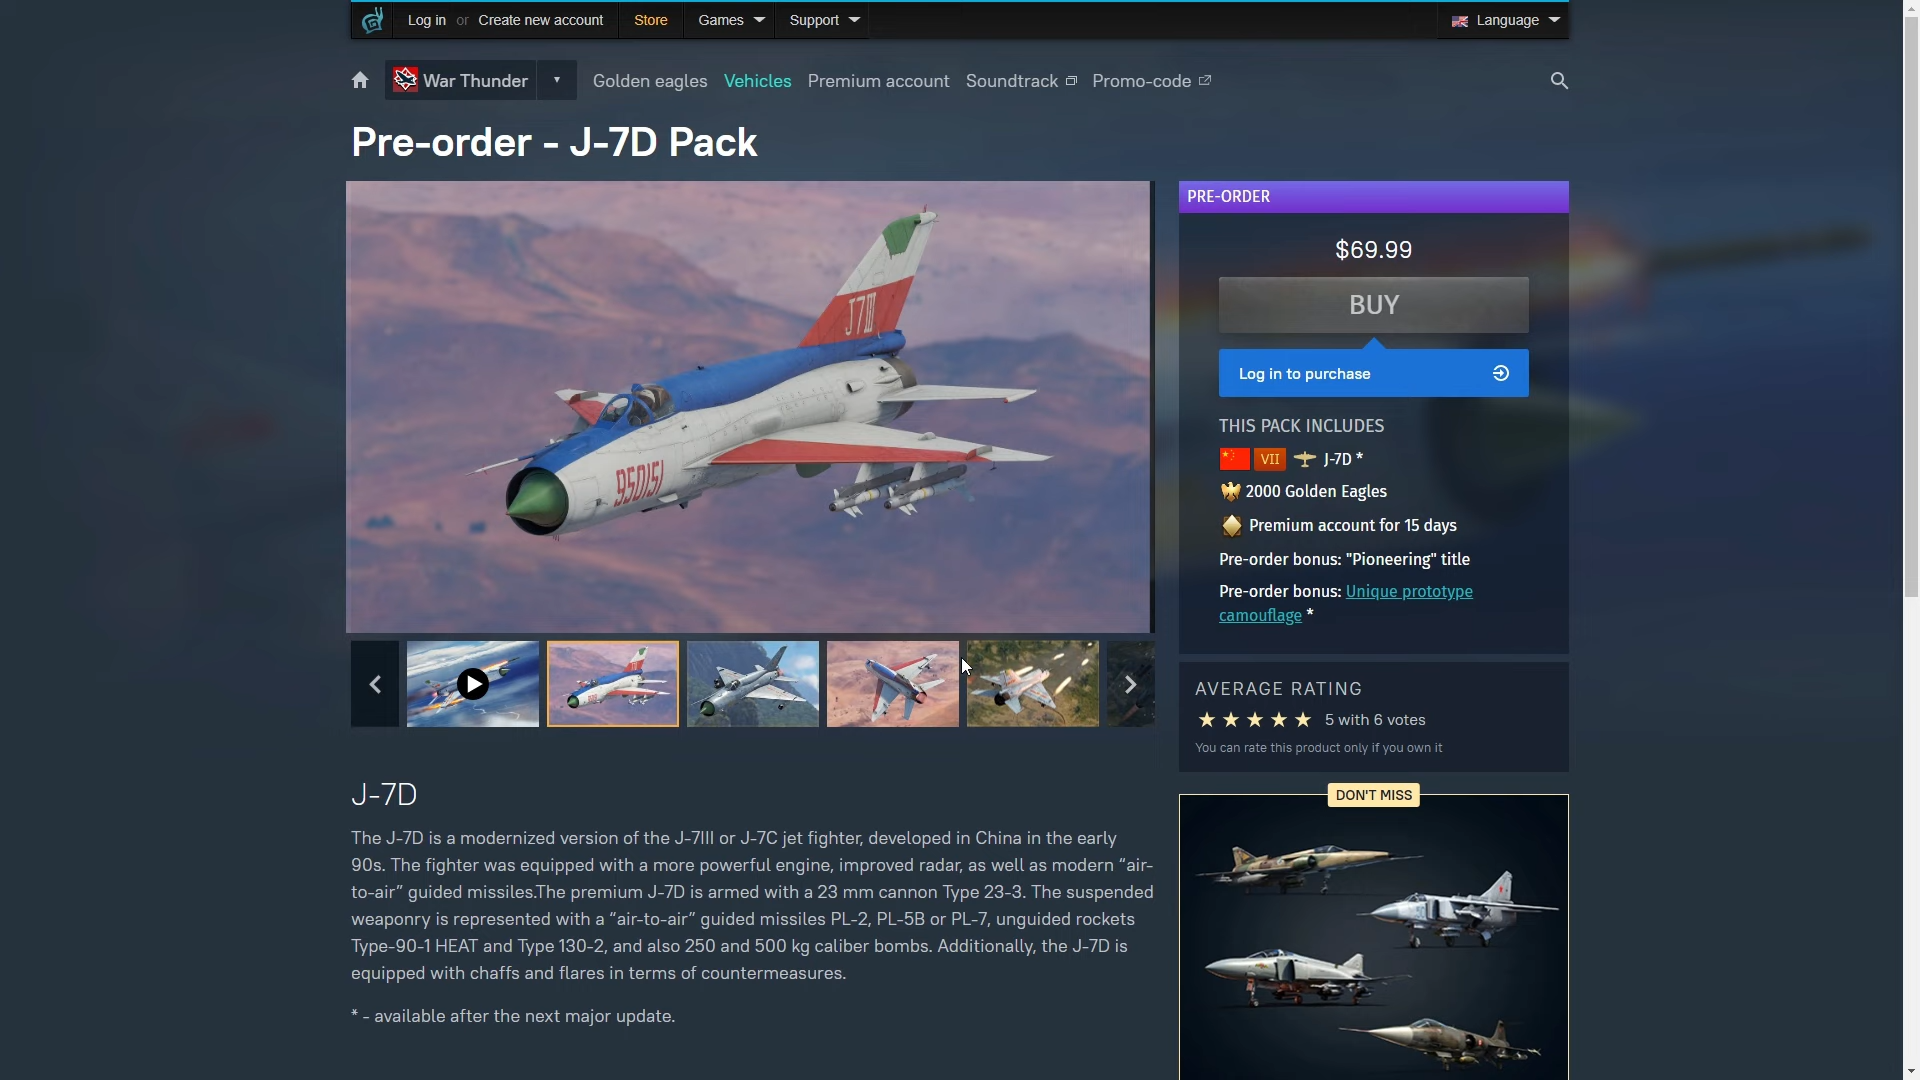 Log in or Create new account Store Games Support Language
War Thunder Golden eagles Vehicles Premium account Soundtrack Promo-code
Pre-order - J-7D Pack
J7III
950151
PRE-ORDER
$69.99
BUY
Log in to purchase
THIS PACK INCLUDES
VII J-7D *
2000 Golden Eagles
Premium account for 15 days
Pre-order bonus: "Pioneering" title
Pre-order bonus: Unique prototype
camouflage *
AVERAGE RATING
5 with 6 votes
You can rate this product only if you own it
DON'T MISS
J-7D
The J-7D is a modernized version of the J-7III or J-7C jet fighter, developed in China in the early
90s. The fighter was equipped with a more powerful engine, improved radar, as well as modern “air-
to-air” guided missiles.The premium J-7D is armed with a 23 mm cannon Type 23-3. The suspended
weaponry is represented with a “air-to-air” guided missiles PL-2, PL-5B or PL-7, unguided rockets
Type-90-1 HEAT and Type 130-2, and also 250 and 500 kg caliber bombs. Additionally, the J-7D is
equipped with chaffs and flares in terms of countermeasures.
* - available after the next major update.